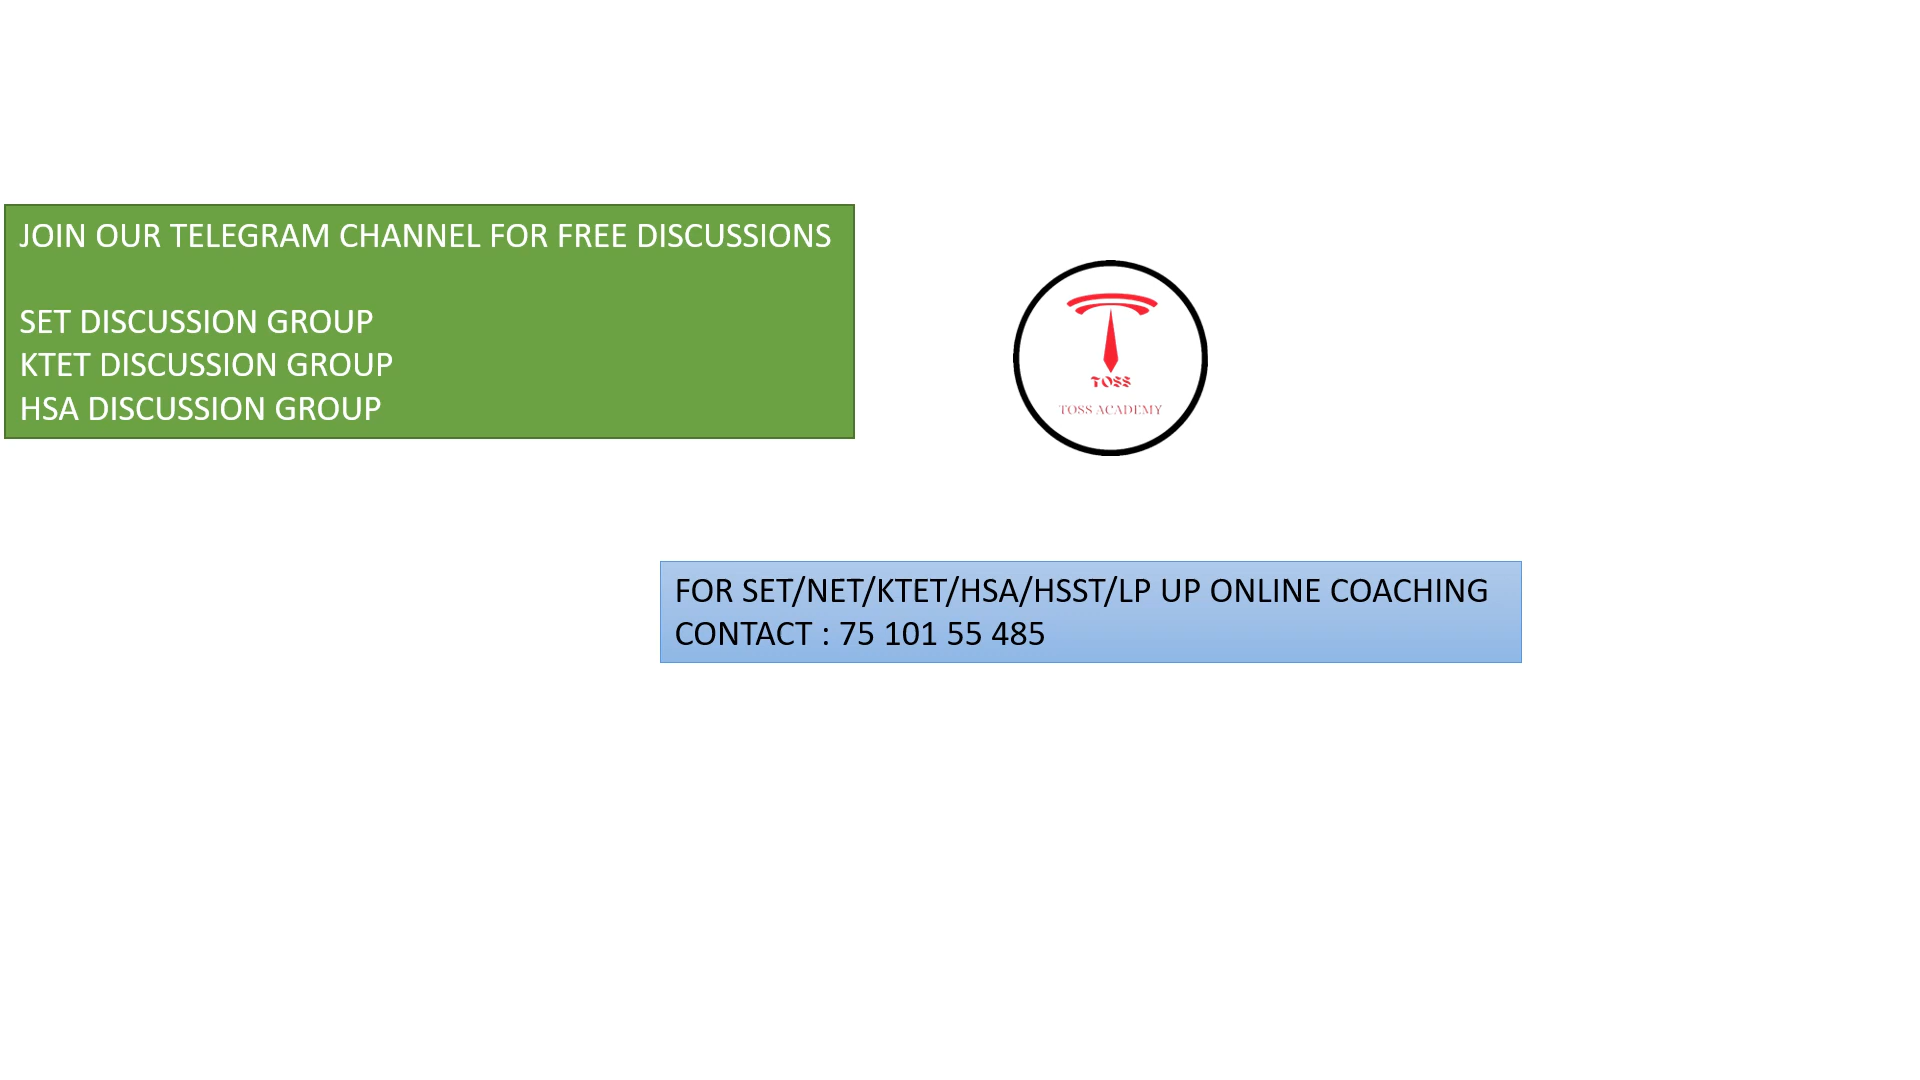 JOIN OUR TELEGRAM CHANNEL FOR FREE DISCUSSIONS
SET DISCUSSION GROUP
KTET DISCUSSION GROUP
HSA DISCUSSION GROUP
TOSS
TOSS ACADEMY
FOR SET/NET/KTET/HSA/HSST/LP UP ONLINE COACHING
CONTACT : 75 101 55 485